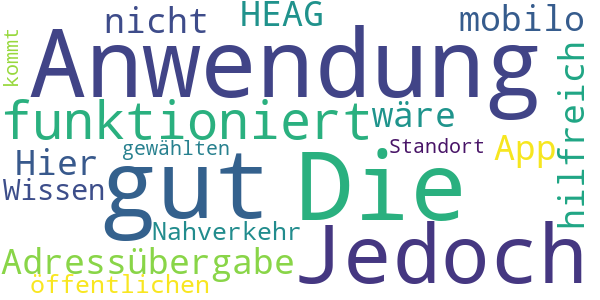 nicht HEAG mobilo
kommt Anwendung
funktioniert wäre hilfreich
Hier gewählten Standort App
Wissen gut Die
Nahverkehr
Adressübergabe Jedoch
öffentlichen